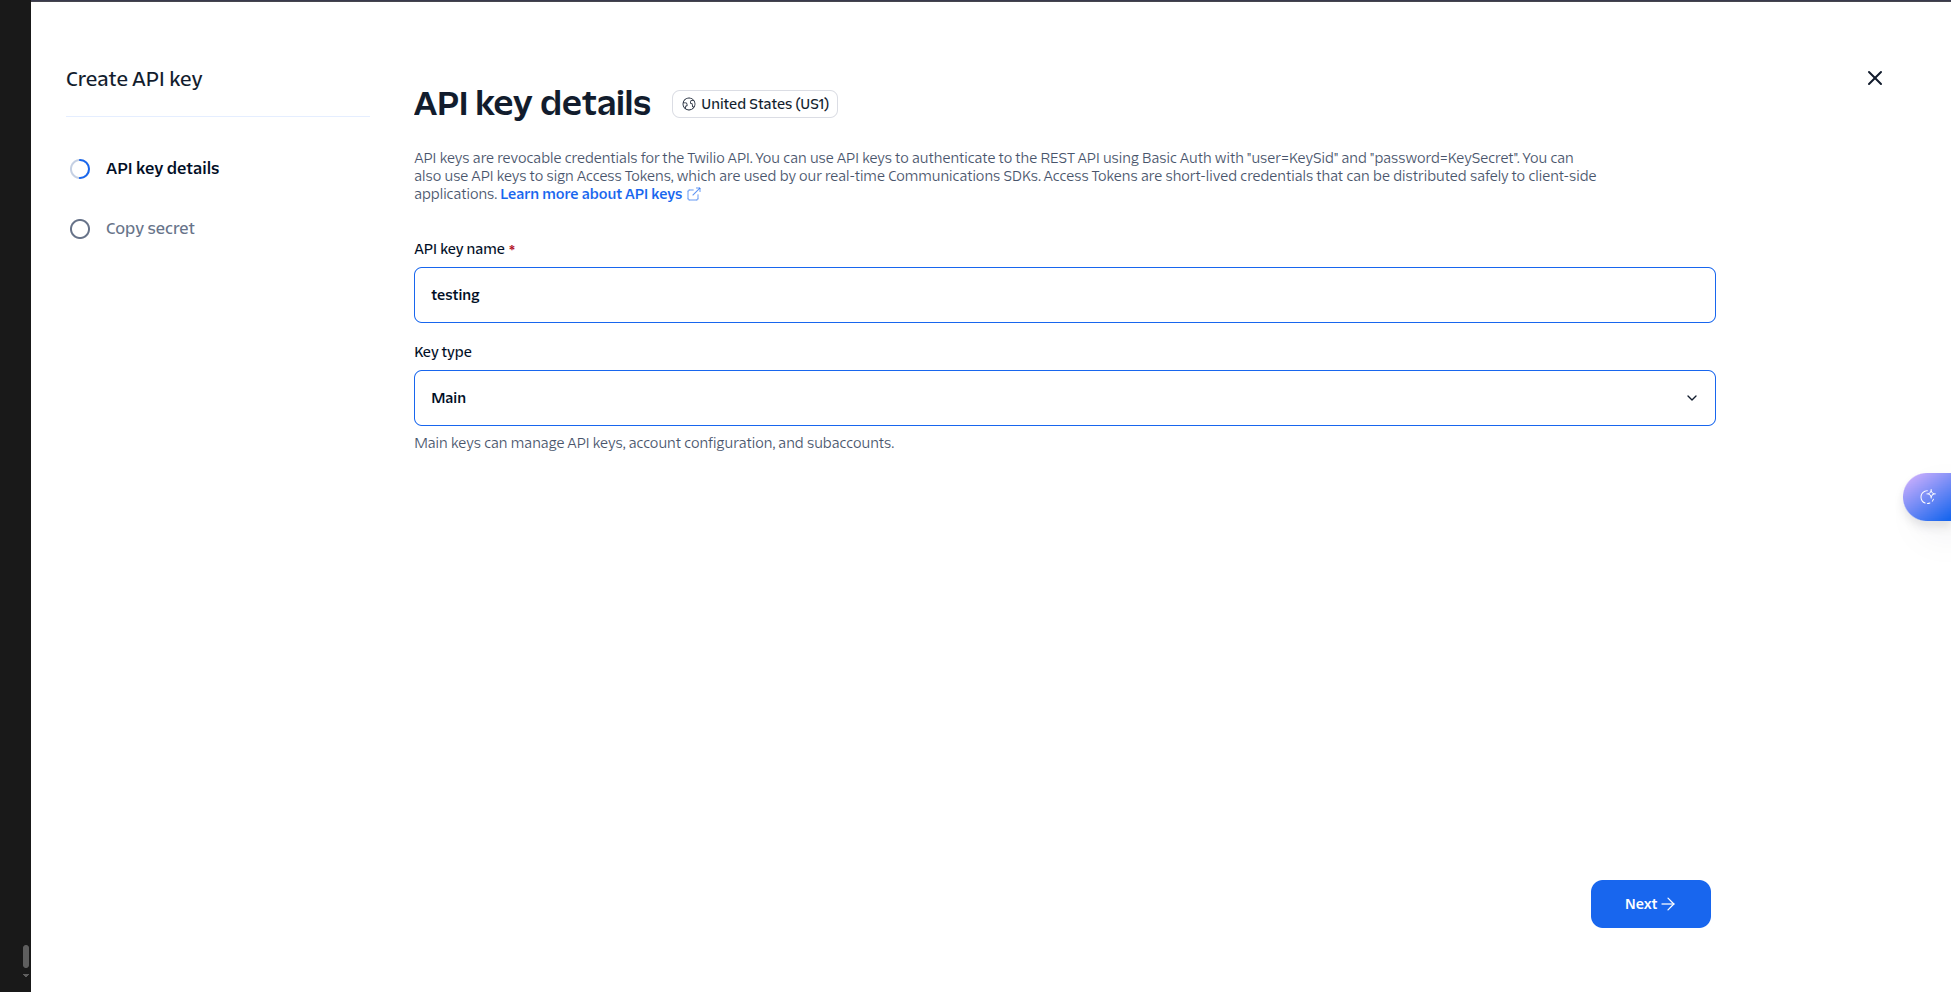 Create API key
API key details
Copy secret
API key details
United States (US1)
API keys are revocable credentials for the Twilio API. You can use API keys to authenticate to the REST API using Basic Auth with "user=KeySid" and "password=KeySecret". You can
also use API keys to sign Access Tokens, which are used by our real-time Communications SDKs. Access Tokens are short-lived credentials that can be distributed safely to client-side
applications. Learn more about API keys
API key name *
testing
Key type
Main
Main keys can manage API keys, account configuration, and subaccounts.
Next